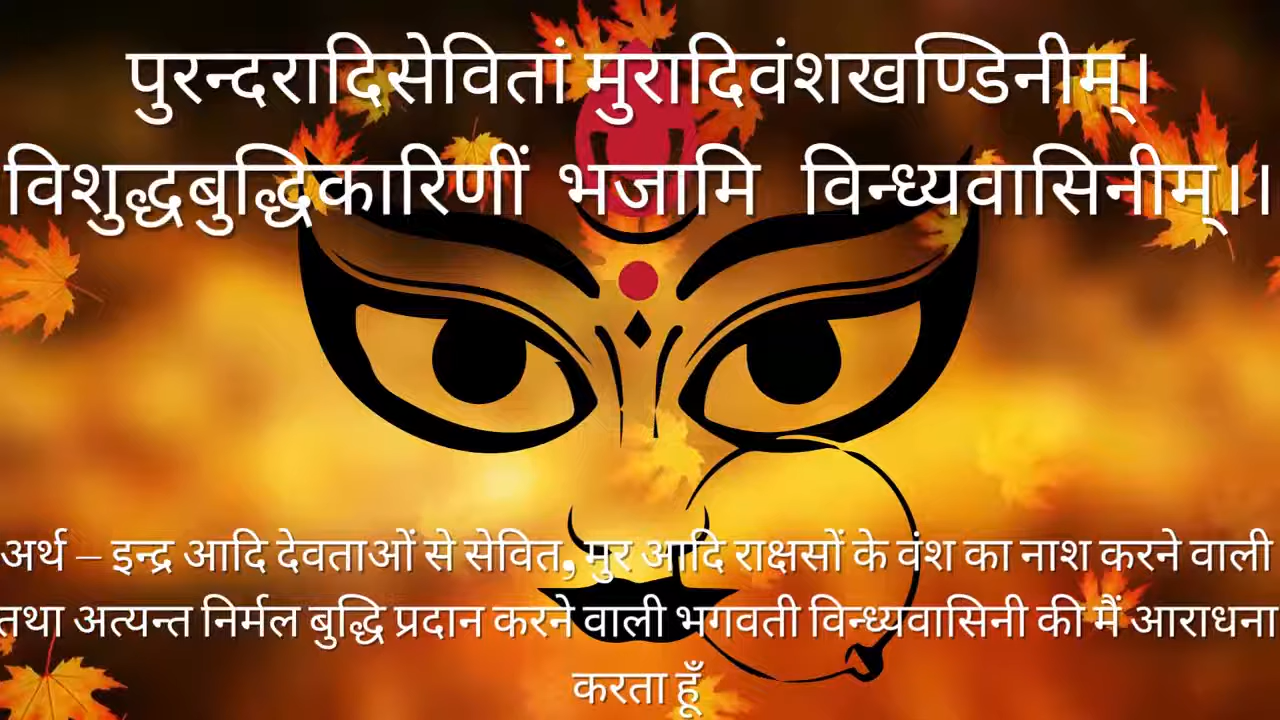 पुरन्दरादिसेवितां मुरादिवंशखण्डिनीम्।
विशुद्धबुद्धिकारिणीं भजामि विन्ध्यवासिनीम्।।
अर्थ – इन्द्र आदि देवताओं से सेवित, मुर आदि राक्षसों के वंश का नाश करने वाली
तथा अत्यन्त निर्मल बुद्धि प्रदान करने वाली भगवती विन्ध्यवासिनी की मैं आराधना
करता हूँ